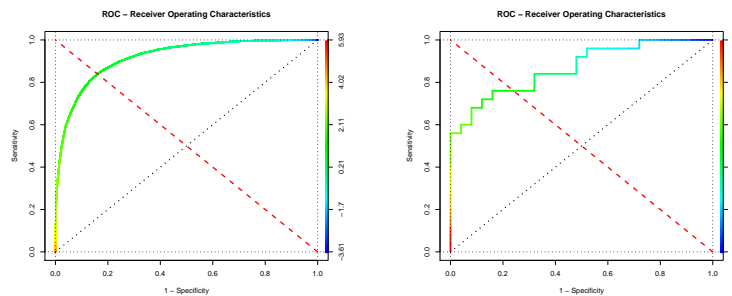 ROC – Receiver Operating Characteristics
Sensitivity
0.0 0.2 0.4 0.6 0.8 1.0
0.0 0.2 0.4 0.6 0.8 1.0
1 – Specificity
−3.61 −1.7 0.21 2.11 4.02 5.93
ROC – Receiver Operating Characteristics
Sensitivity
0.0 0.2 0.4 0.6 0.8 1.0
0.0 0.2 0.4 0.6 0.8 1.0
1 – Specificity